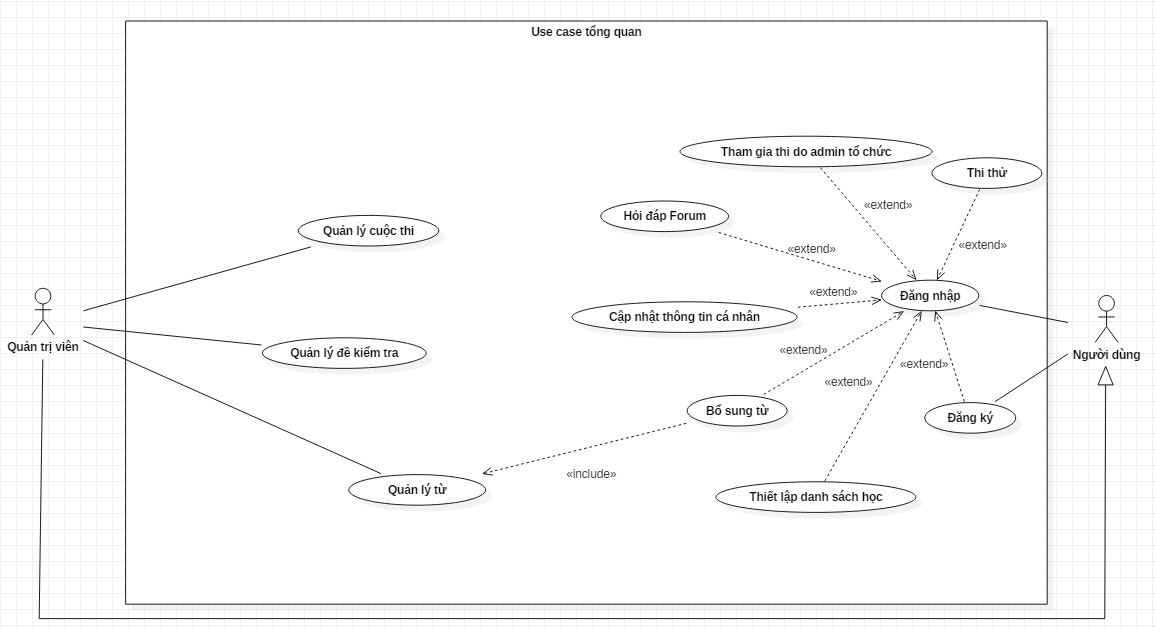 Use case tổng quan
Tham gia thi do admin tổ chức
Thi thử
«extend»
Hỏi đáp Forum
Quản lý cuộc thi
«extend»
«extend»
«extend»
Đăng nhập
Cập nhật thông tin cá nhân
Quản trị viên
Quản lý đề kiểm tra
«extend»
Người dùng
«extend»
«extend»
Bổ sung từ
Đăng ký
«include»
Quản lý từ
Thiết lập danh sách học